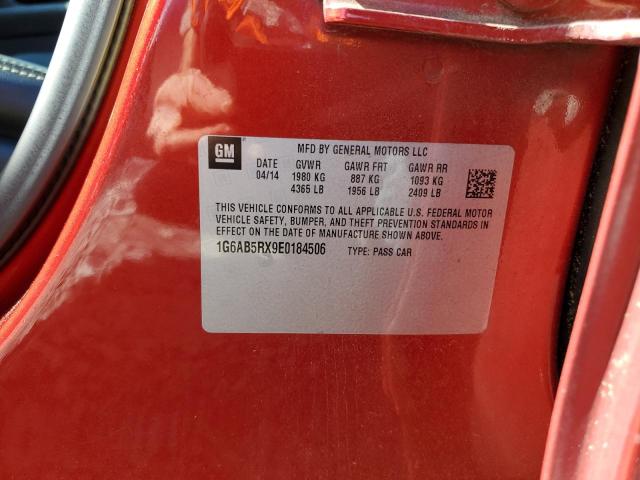 GM
MFD BY GENERAL MOTORS LLC
DATE GVWR GAWR FRT GAWR RR
04/14 1980 KG 887 KG 1093 KG
4365 LB 1956 LB 2409 LB
THIS VEHICLE CONFORMS TO ALL APPLICABLE U.S. FEDERAL MOTOR
VEHICLE SAFETY, BUMPER, AND THEFT PREVENTION STANDARDS IN
EFFECT ON THE DATE OF MANUFACTURE SHOWN ABOVE.
1G6AB5RX9E0184506 TYPE: PASS CAR